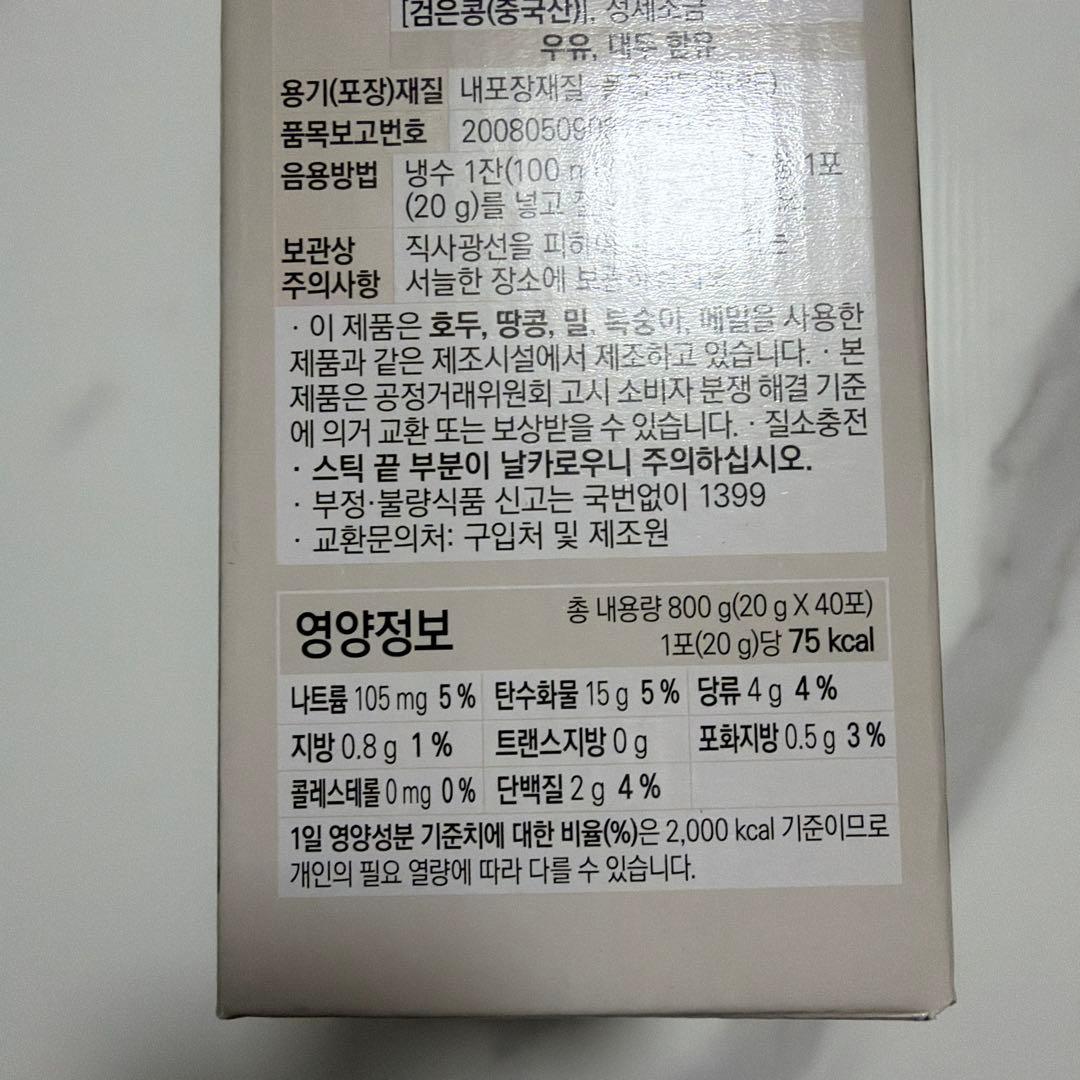 [검은콩(중국산)], 정제소금
우유, 대두 함유
용기(포장)재질 내포장재질
품목보고번호 20080509
음용방법 냉수 1잔(100 1포
(20 g)를 넣고
보관상 직사광선을 피하
주의사항 서늘한 장소에 보관
· 이 제품은 호두, 땅콩, 밀, 복숭아, 메밀을 사용한
제품과 같은 제조시설에서 제조하고 있습니다. · 본
제품은 공정거래위원회 고시 소비자 분쟁 해결 기준
에 의거 교환 또는 보상받을 수 있습니다. · 질소충전
· 스틱 끝 부분이 날카로우니 주의하십시오.
· 부정·불량식품 신고는 국번없이 1399
· 교환문의처: 구입처 및 제조원
영양정보
총 내용량 800 g(20 g X 40포)
1포(20 g)당 75 kcal
나트륨 105 mg 5 % 탄수화물 15 g 5 % 당류 4 g 4 %
지방 0.8 g 1 % 트랜스지방 0 g 포화지방 0.5 g 3 %
콜레스테롤 0 mg 0 % 단백질 2 g 4 %
1일 영양성분 기준치에 대한 비율(%)은 2,000 kcal 기준이므로
개인의 필요 열량에 따라 다를 수 있습니다.